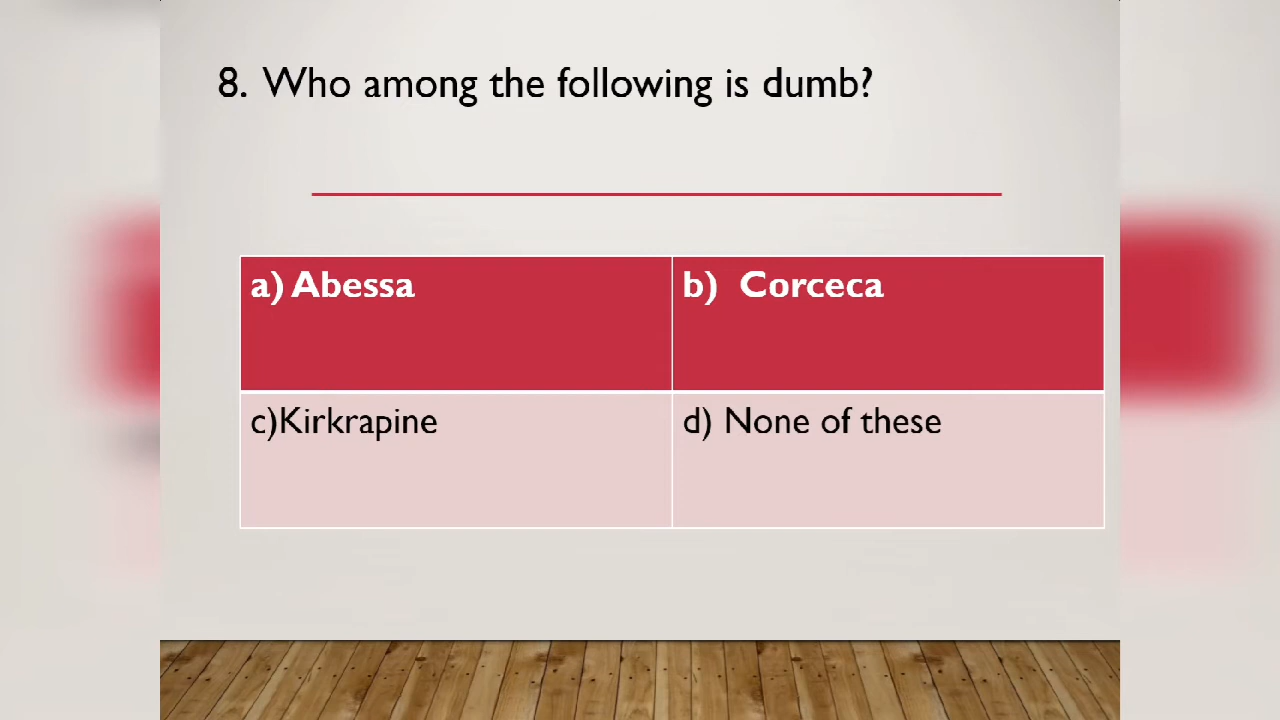 8. Who among the following is dumb?
a) Abessa
b) Corceca
c)Kirkrapine
d) None of these